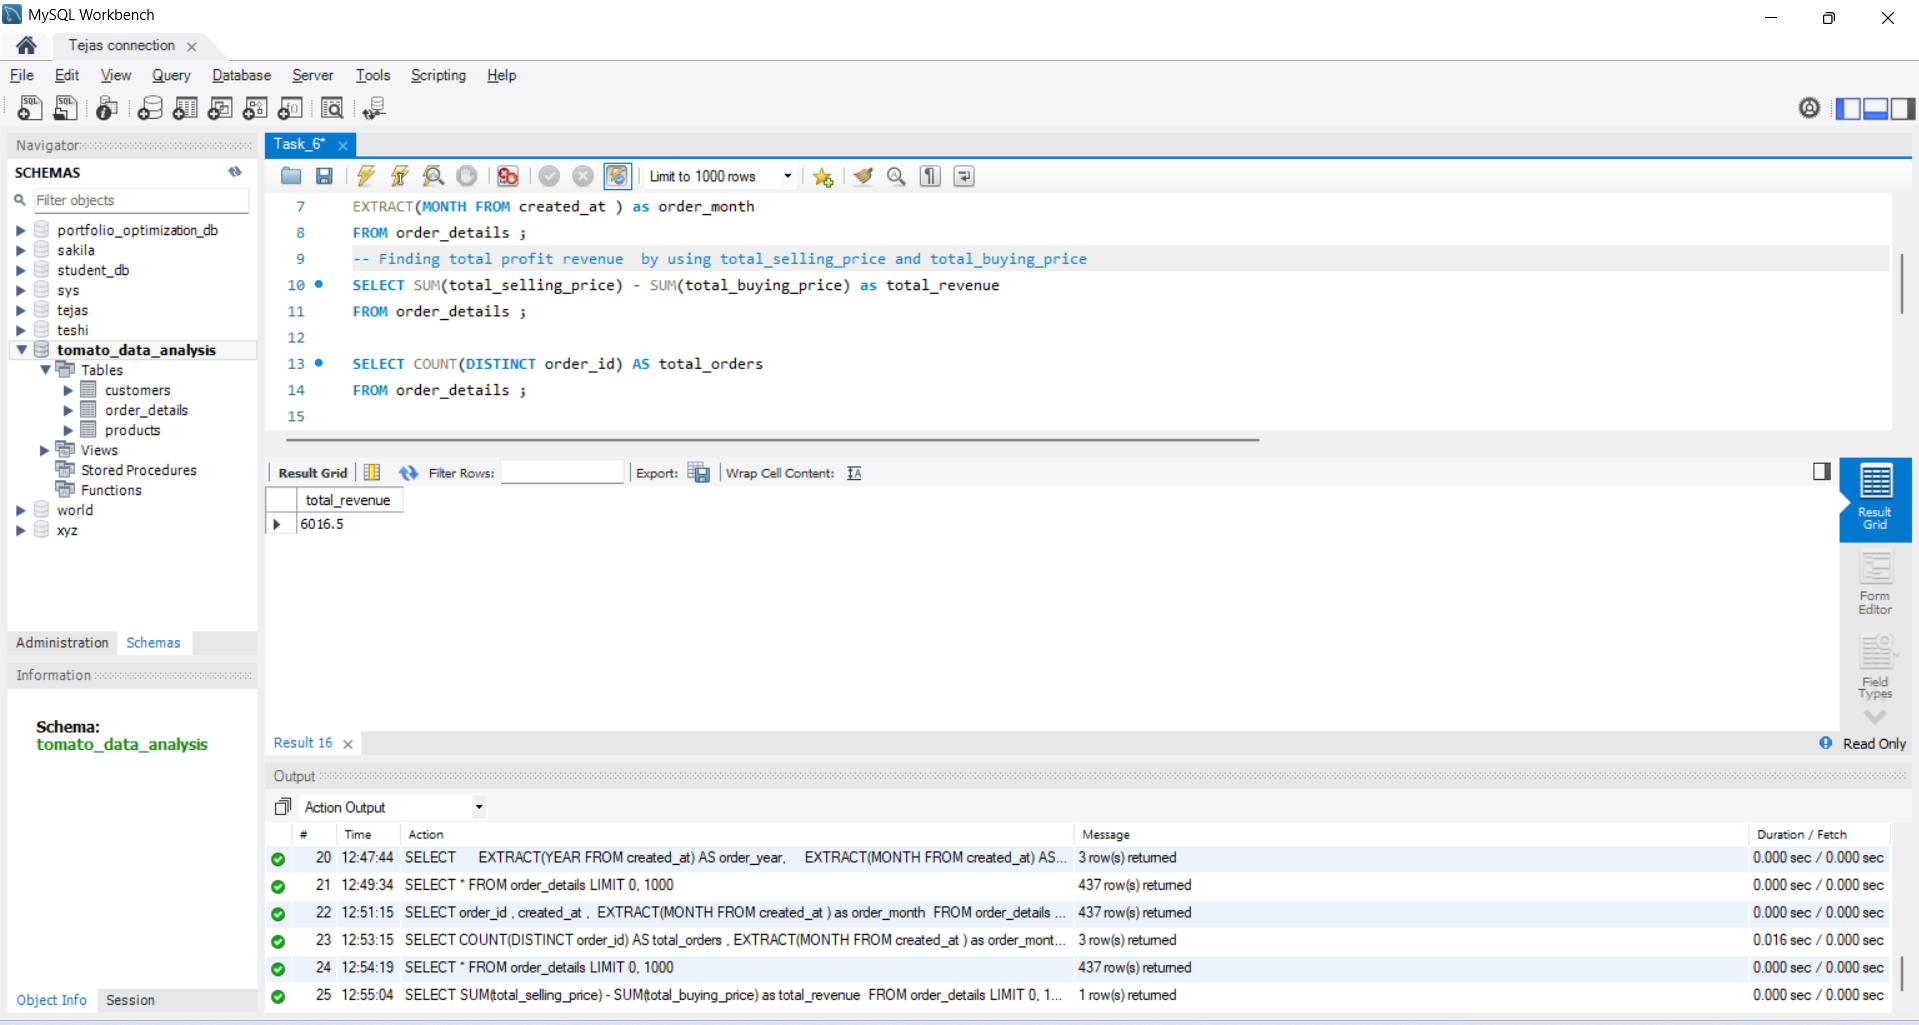 MySQL Workbench
Tejas connection
File Edit View Query Database Server Tools Scripting Help
Navigator
SCHEMAS
Filter objects
portfolio_optimization_db
sakila
student_db
sys
tejas
teshi
tomato_data_analysis
Tables
customers
order_details
products
Views
Stored Procedures
Functions
world
xyz
Administration Schemas
Information
Schema:
tomato_data_analysis
Object Info Session
Task_6*
Limit to 1000 rows
7 EXTRACT(MONTH FROM created_at ) as order_month
8 FROM order_details ;
9 -- Finding total profit revenue  by using total_selling_price and total_buying_price
10 SELECT SUM(total_selling_price) - SUM(total_buying_price) as total_revenue
11 FROM order_details ;
12
13 SELECT COUNT(DISTINCT order_id) AS total_orders
14 FROM order_details ;
15
Result Grid Filter Rows: Export: Wrap Cell Content:
total_revenue
6016.5
Result Grid
Form Editor
Field Types
Result 16
Read Only
Output
Action Output
# Time Action Message Duration / Fetch
20 12:47:44 SELECT EXTRACT(YEAR FROM created_at) AS order_year, EXTRACT(MONTH FROM created_at) AS... 3 row(s) returned 0.000 sec / 0.000 sec
21 12:49:34 SELECT * FROM order_details LIMIT 0, 1000 437 row(s) returned 0.000 sec / 0.000 sec
22 12:51:15 SELECT order_id , created_at , EXTRACT(MONTH FROM created_at ) as order_month FROM order_details ... 437 row(s) returned 0.000 sec / 0.000 sec
23 12:53:15 SELECT COUNT(DISTINCT order_id) AS total_orders , EXTRACT(MONTH FROM created_at ) as order_mont... 3 row(s) returned 0.016 sec / 0.000 sec
24 12:54:19 SELECT * FROM order_details LIMIT 0, 1000 437 row(s) returned 0.000 sec / 0.000 sec
25 12:55:04 SELECT SUM(total_selling_price) - SUM(total_buying_price) as total_revenue FROM order_details LIMIT 0, 1... 1 row(s) returned 0.000 sec / 0.000 sec